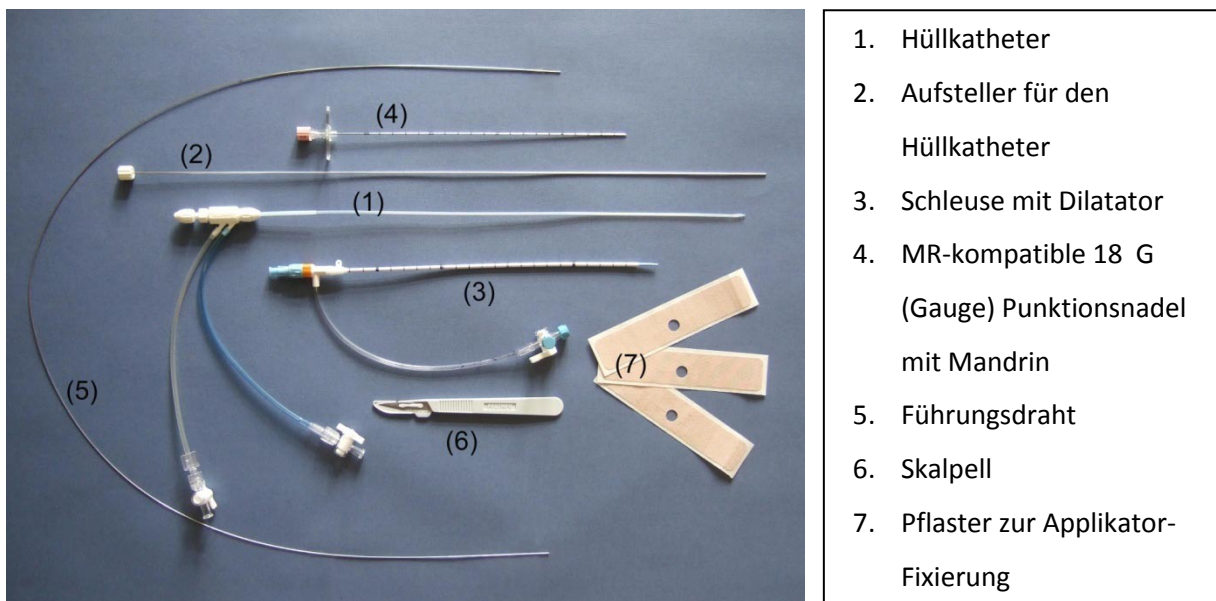 (4)
(2)
(1)
(3)
(7)
(5)
(6)
1. Hüllkatheter
2. Aufsteller für den
Hüllkatheter
3. Schleuse mit Dilatator
4. MR-kompatible 18 G
(Gauge) Punktionsnadel
mit Mandrin
5. Führungsdraht
6. Skalpell
7. Pflaster zur Applikator-
Fixierung